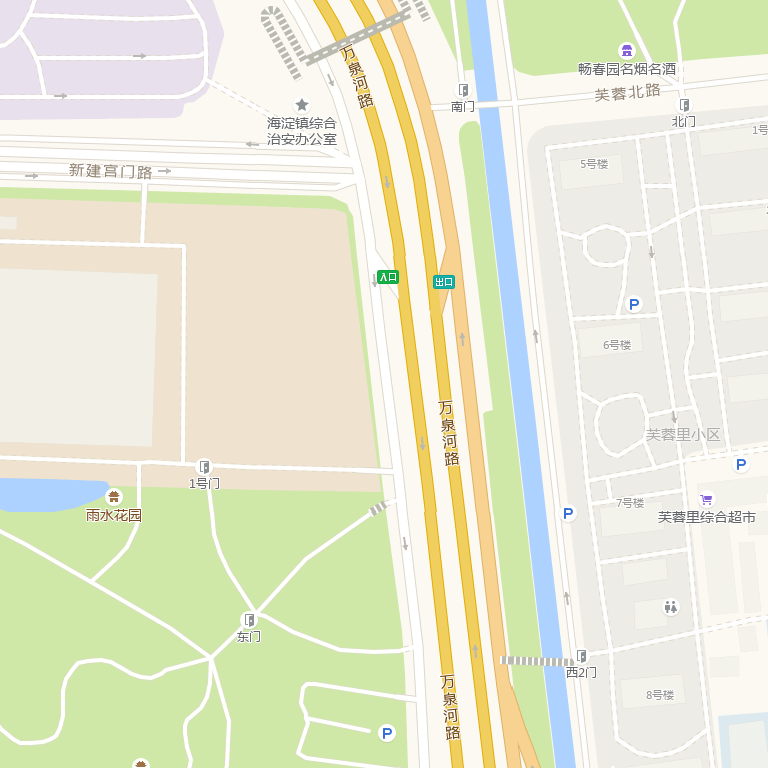 万泉河路
畅春园名烟名酒
芙蓉北路
南门
北门
海淀镇综合
治安办公室
1号
5号楼
新建宫门路
入口
出口
P
6号楼
万泉河路
芙蓉里小区
P
1号门
7号楼
P
芙蓉里综合超市
雨水花园
东门
西2门
万泉河路
8号楼
P